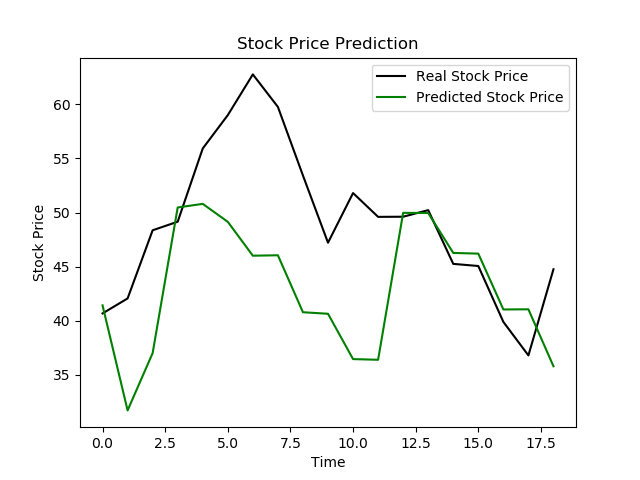 Stock Price Prediction
Real Stock Price
Predicted Stock Price
Stock Price
60
55
50
45
40
35
0.0 2.5 5.0 7.5 10.0 12.5 15.0 17.5
Time